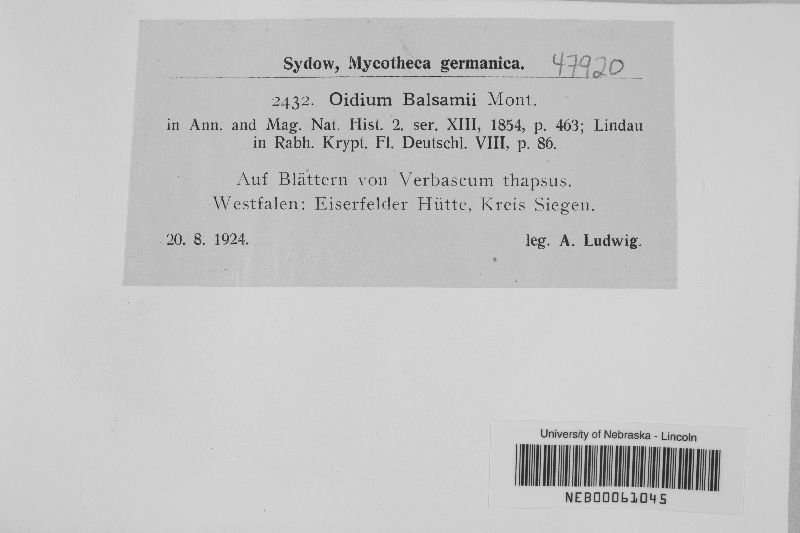 Sydow, Mycotheca germanica. 47920
2432. Oidium Balsamii Mont.
in Ann. and Mag. Nat. Hist. 2. ser. XIII, 1854, p. 463; Lindau
in Rabh. Krypt. Fl. Deutschl. VIII, p. 86.
Auf Blättern von Verbascum thapsus.
Westfalen: Eiserfelder Hütte, Kreis Siegen.
20. 8. 1924. leg. A. Ludwig.
University of Nebraska - Lincoln
NEB00061045